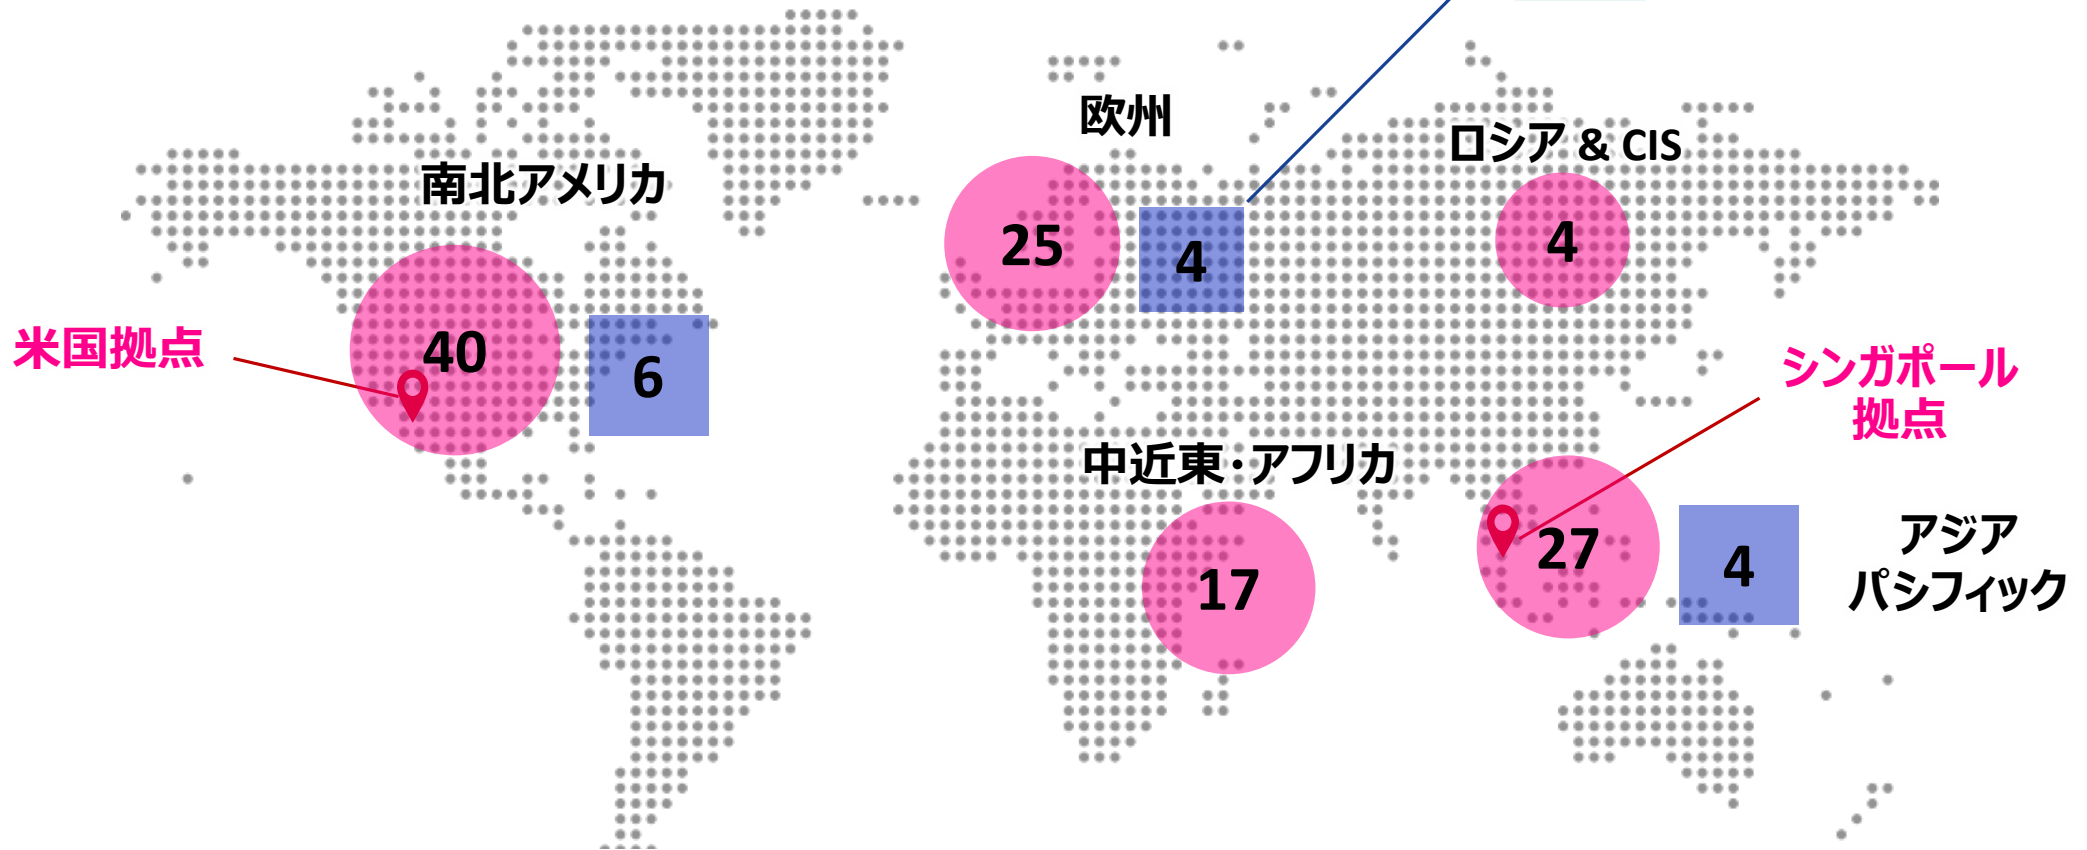 欧州
ロシア & CIS
南北アメリカ
25
4
4
米国拠点
40
6
シンガポール
拠点
中近東・アフリカ
17
27
4
アジア
パシフィック